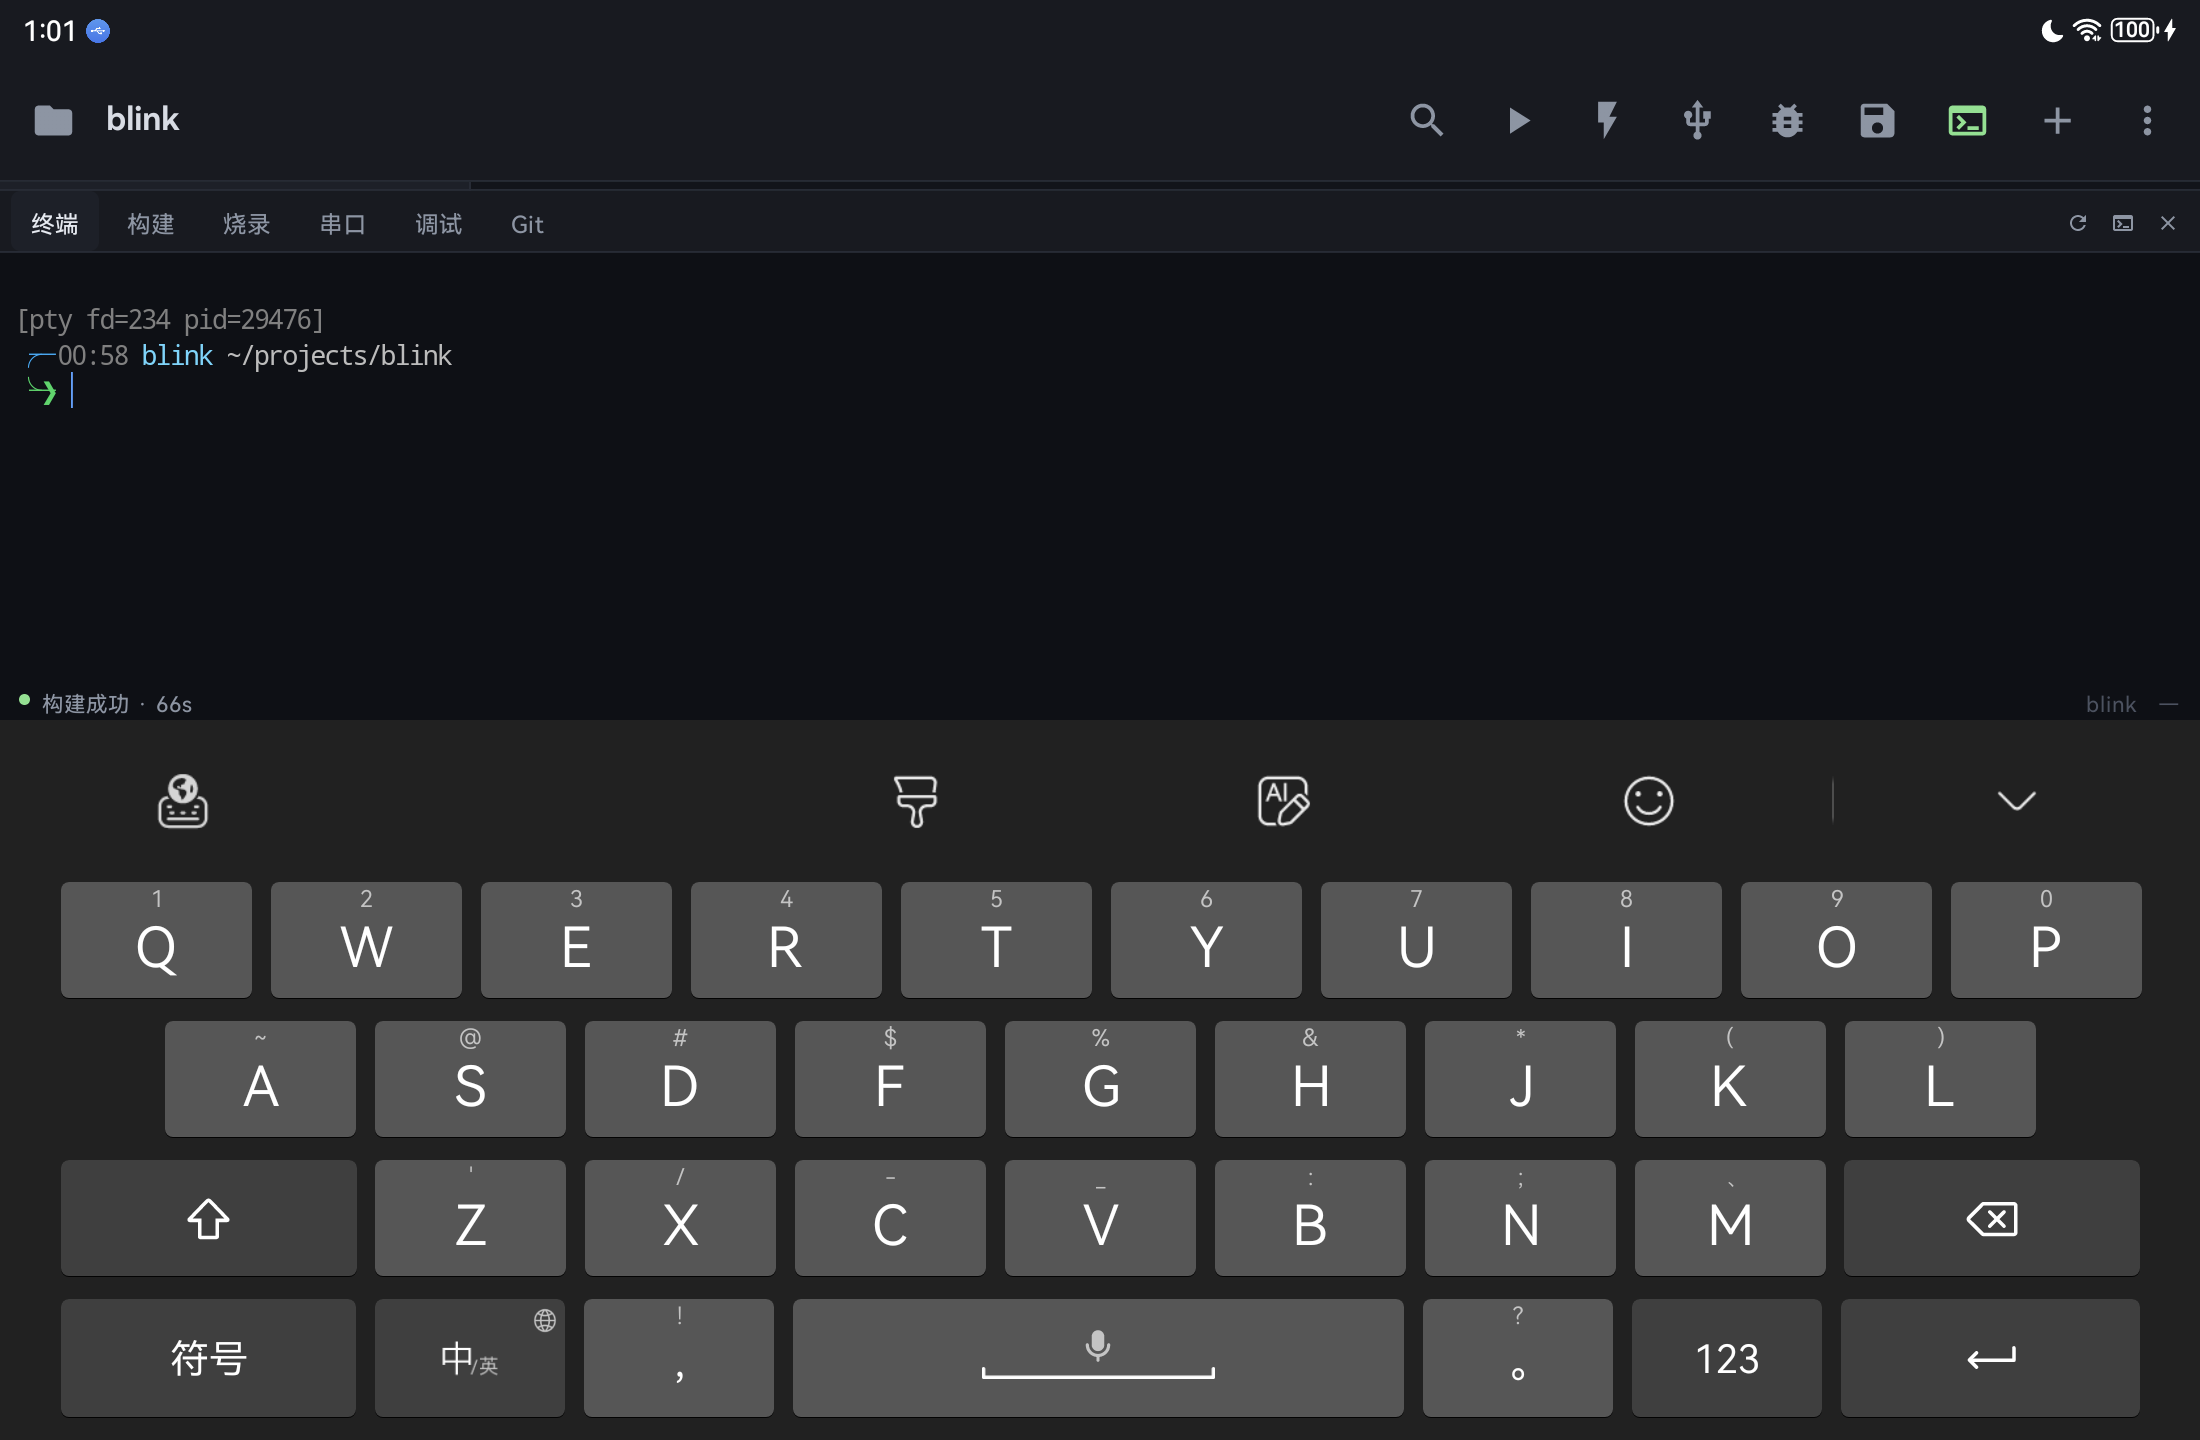 1:01
100
blink
终端 构建 烧录 串口 调试 Git
[pty fd=234 pid=29476]
00:58 blink ~/projects/blink
❯
构建成功 · 66s
blink —
AI
1 2 3 4 5 6 7 8 9 0
Q W E R T Y U I O P
~ @ # $ % & * ( )
A S D F G H J K L
' / - _ : ; 、
Z X C V B N M
! ?
符号 中/英 , 。 123